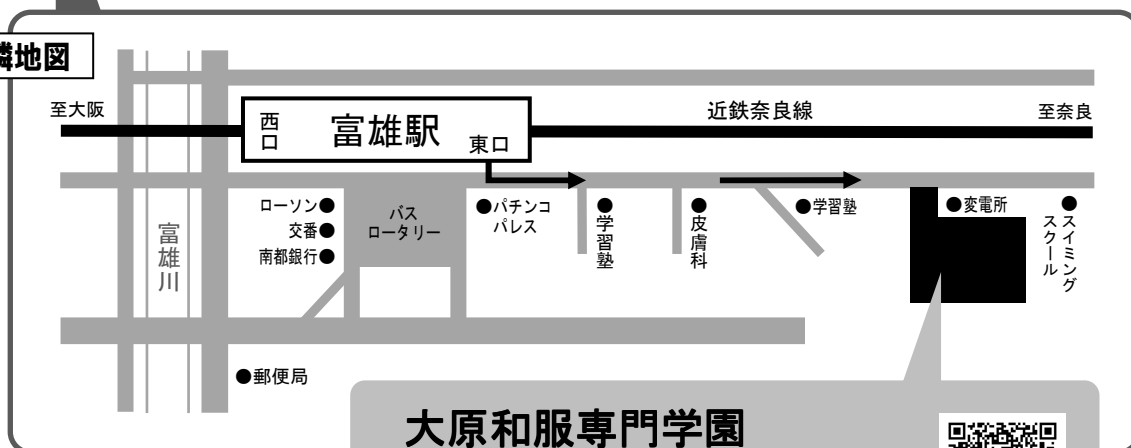 隣地図
至大阪
西口
富雄駅
東口
近鉄奈良線
至奈良
ローソン●
交番●
南都銀行●
バス
ロータリー
●パチンコ
パレス
●学習塾
●皮膚科
●学習塾
●変電所
●スイミング
スクール
富雄川
●郵便局
大原和服専門学園